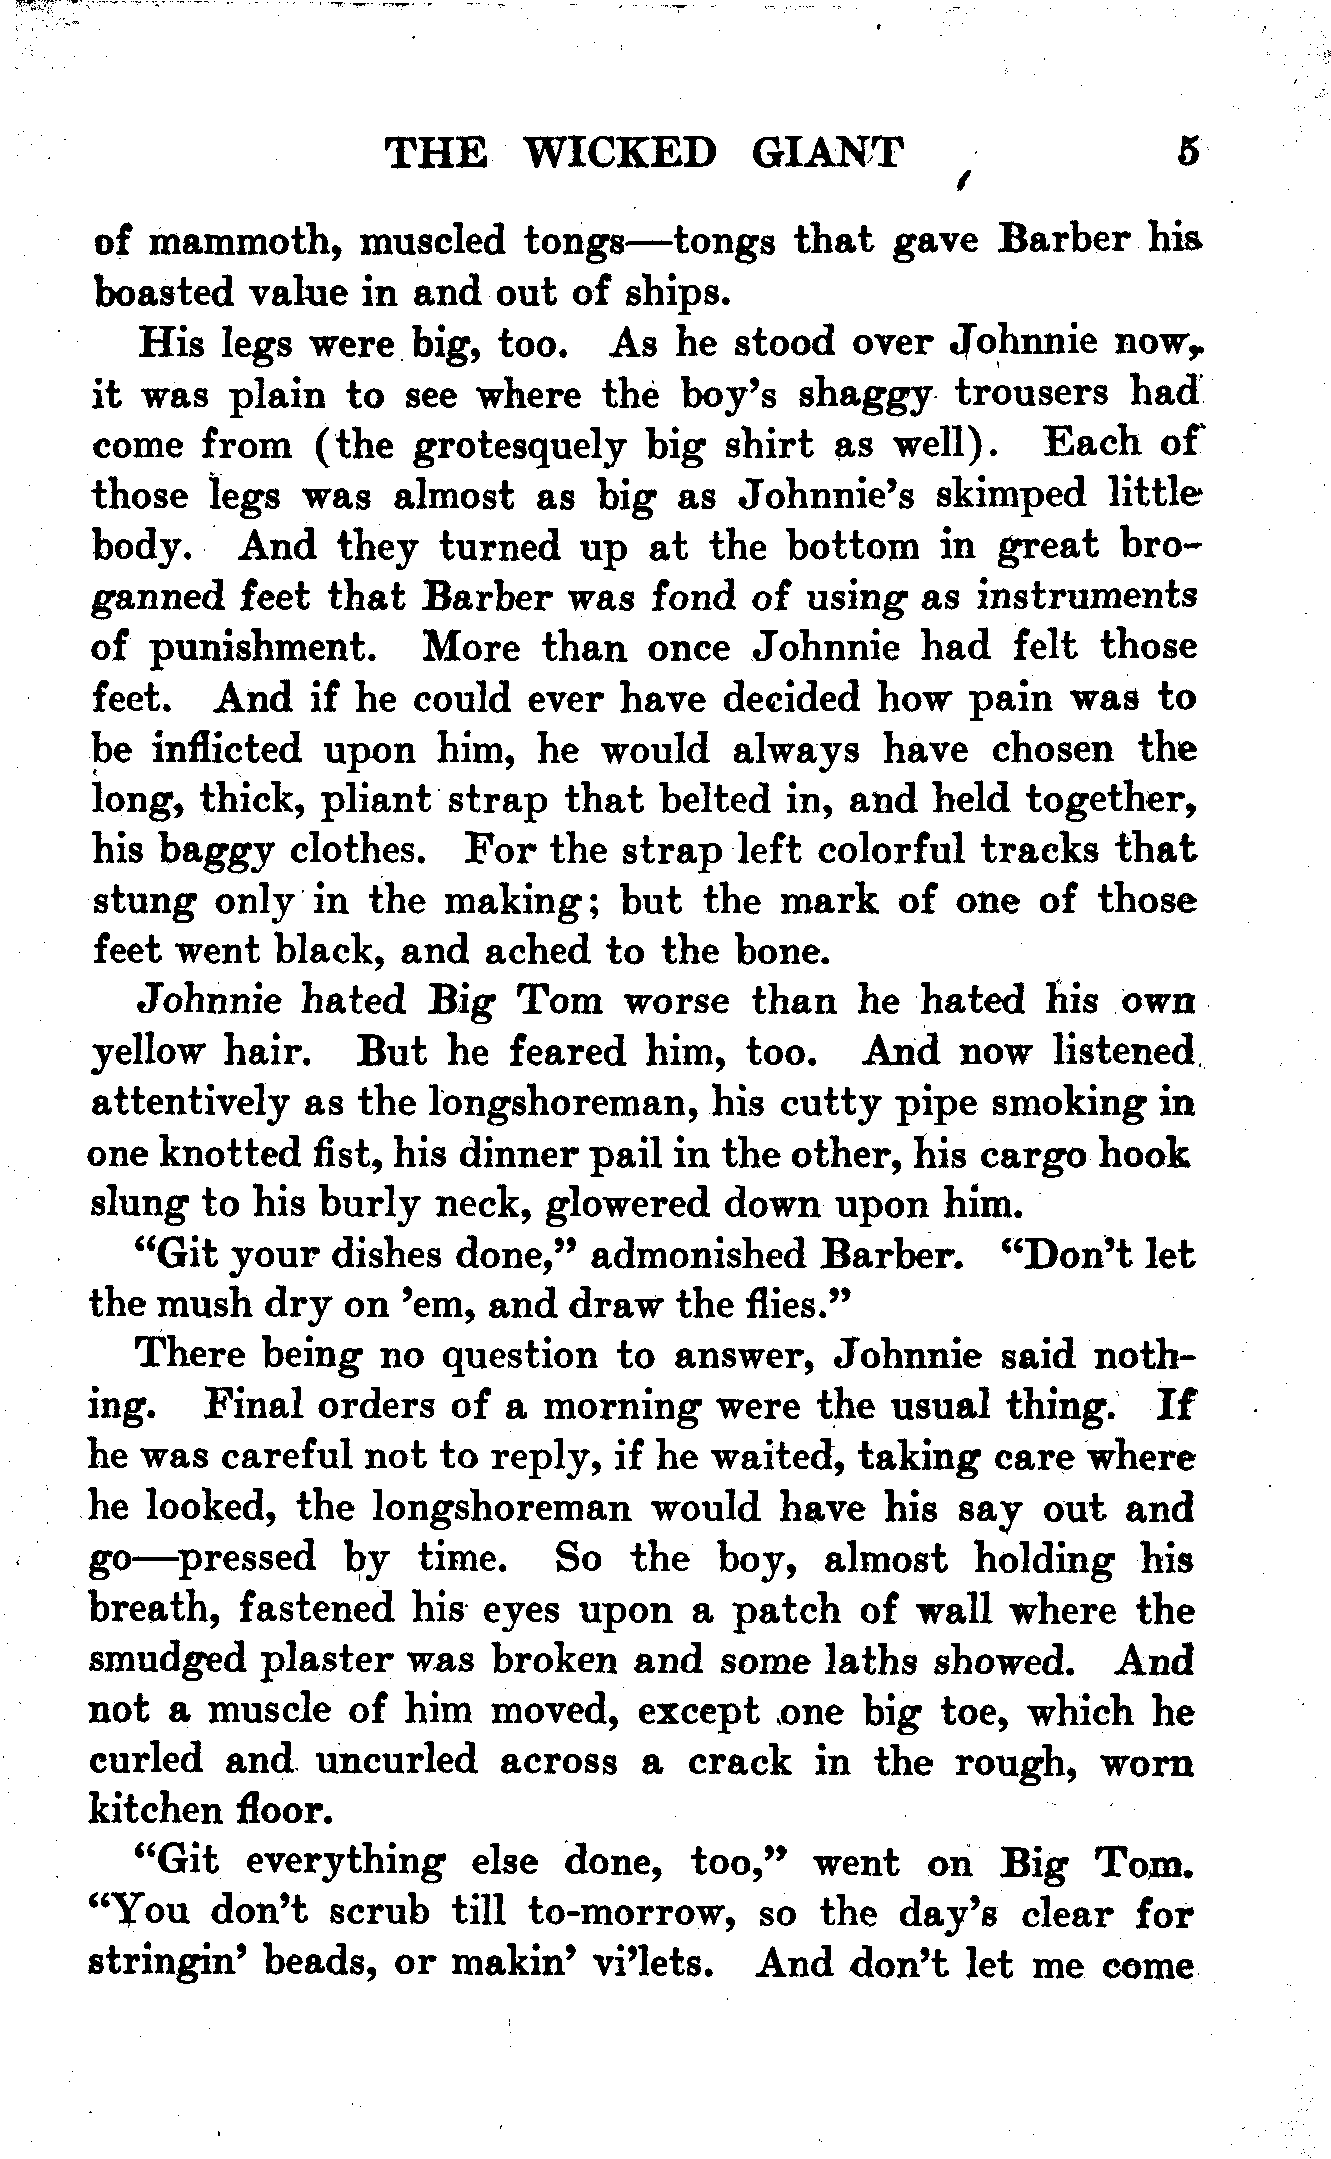 THE WICKED GIANT 5
of mammoth, muscled tongs—tongs that gave Barber his
boasted value in and out of ships.
His legs were big, too. As he stood over Johnnie now,
it was plain to see where the boy’s shaggy trousers had
come from (the grotesquely big shirt as well). Each of
those legs was almost as big as Johnnie’s skimped little
body. And they turned up at the bottom in great bro-
ganned feet that Barber was fond of using as instruments
of punishment. More than once Johnnie had felt those
feet. And if he could ever have decided how pain was to
be inflicted upon him, he would always have chosen the
long, thick, pliant strap that belted in, and held together,
his baggy clothes. For the strap left colorful tracks that
stung only in the making; but the mark of one of those
feet went black, and ached to the bone.
Johnnie hated Big Tom worse than he hated his own
yellow hair. But he feared him, too. And now listened
attentively as the longshoreman, his cutty pipe smoking in
one knotted fist, his dinner pail in the other, his cargo hook
slung to his burly neck, glowered down upon him.
“Git your dishes done,” admonished Barber. “Don’t let
the mush dry on ’em, and draw the flies.”
There being no question to answer, Johnnie said noth-
ing. Final orders of a morning were the usual thing. If
he was careful not to reply, if he waited, taking care where
he looked, the longshoreman would have his say out and
go—pressed by time. So the boy, almost holding his
breath, fastened his eyes upon a patch of wall where the
smudged plaster was broken and some laths showed. And
not a muscle of him moved, except one big toe, which he
curled and uncurled across a crack in the rough, worn
kitchen floor.
“Git everything else done, too,” went on Big Tom.
“You don’t scrub till to-morrow, so the day’s clear for
stringin’ beads, or makin’ vi’lets. And don’t let me come